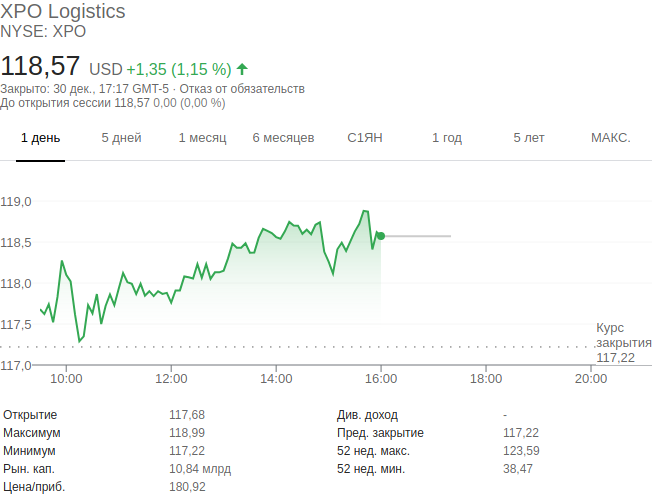 XPO Logistics
NYSE: XPO
118,57 USD +1,35 (1,15 %)
Закрыто: 30 дек., 17:17 GMT-5 · Отказ от обязательств
До открытия сессии 118,57 0,00 (0,00 %)
1 день 5 дней 1 месяц 6 месяцев С1ЯН 1 год 5 лет МАКС.
119,0
118,5
118,0
117,5
117,0
Курс
закрытия
117,22
10:00 12:00 14:00 16:00 18:00 20:00
Открытие 117,68 Див. доход -
Максимум 118,99 Пред. закрытие 117,22
Минимум 117,22 52 нед. макс. 123,59
Рын. кап. 10,84 млрд 52 нед. мин. 38,47
Цена/приб. 180,92